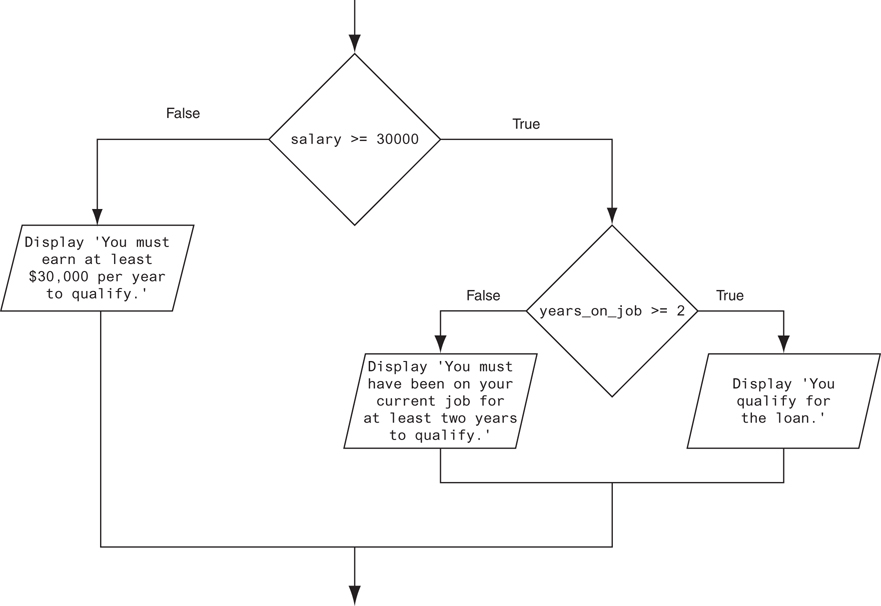 False
True
salary >= 30000
Display 'You must
earn at least
$30,000 per year
to qualify.'
False
True
years_on_job >= 2
Display 'You must
have been on your
current job for
at least two years
to qualify.'
Display 'You
qualify for
the loan.'